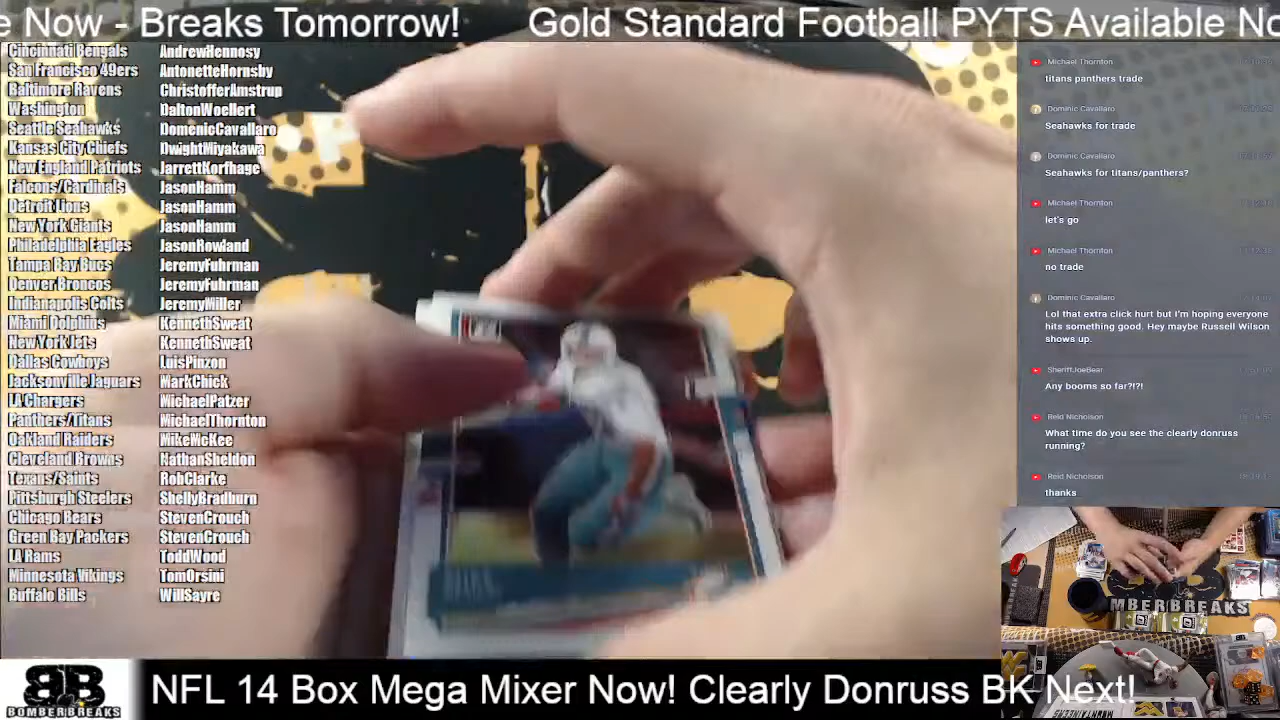 e Now - Breaks Tomorrow! Gold Standard Football PYTS Available No
Cincinnati Bengals AndrewHennosy
San Francisco 49ers AntonetteHornsby
Baltimore Ravens ChristofferAmstrup
Washington DaltonWoellert
Seattle Seahawks DomenicCavallaro
Kansas City Chiefs DwightMiyakawa
New England Patriots JarrettKorfhage
Falcons/Cardinals JasonHamm
Detroit Lions JasonHamm
New York Giants JasonHamm
Philadelphia Eagles JasonRowland
Tampa Bay Bucs JeremyFuhrman
Denver Broncos JeremyFuhrman
Indianapolis Colts JeremyMiller
Miami Dolphins KennethSweat
New York Jets KennethSweat
Dallas Cowboys LuisPinzon
Jacksonville Jaguars MarkChick
LA Chargers MichaelPatzer
Panthers/Titans MichaelThornton
Oakland Raiders MikeMcKee
Cleveland Browns NathanSheldon
Texans/Saints RobClarke
Pittsburgh Steelers ShellyBradburn
Chicago Bears StevenCrouch
Green Bay Packers StevenCrouch
LA Rams ToddWood
Minnesota Vikings TomOrsini
Buffalo Bills WillSayre
Michael Thornton
titans panthers trade
Dominic Cavallaro
Seahawks for trade
Dominic Cavallaro
Seahawks for titans/panthers?
Michael Thornton
let's go
Michael Thornton
no trade
Dominic Cavallaro
Lol that extra click hurt but I'm hoping everyone
hits something good. Hey maybe Russell Wilson
shows up.
SheriffJoeBear
Any booms so far?!?!
Reid Nicholson
What time do you see the clearly donruss
running?
Reid Nicholson
thanks
MBERBREAKS
BB
BOMBERBREAKS
NFL 14 Box Mega Mixer Now! Clearly Donruss BK Next!